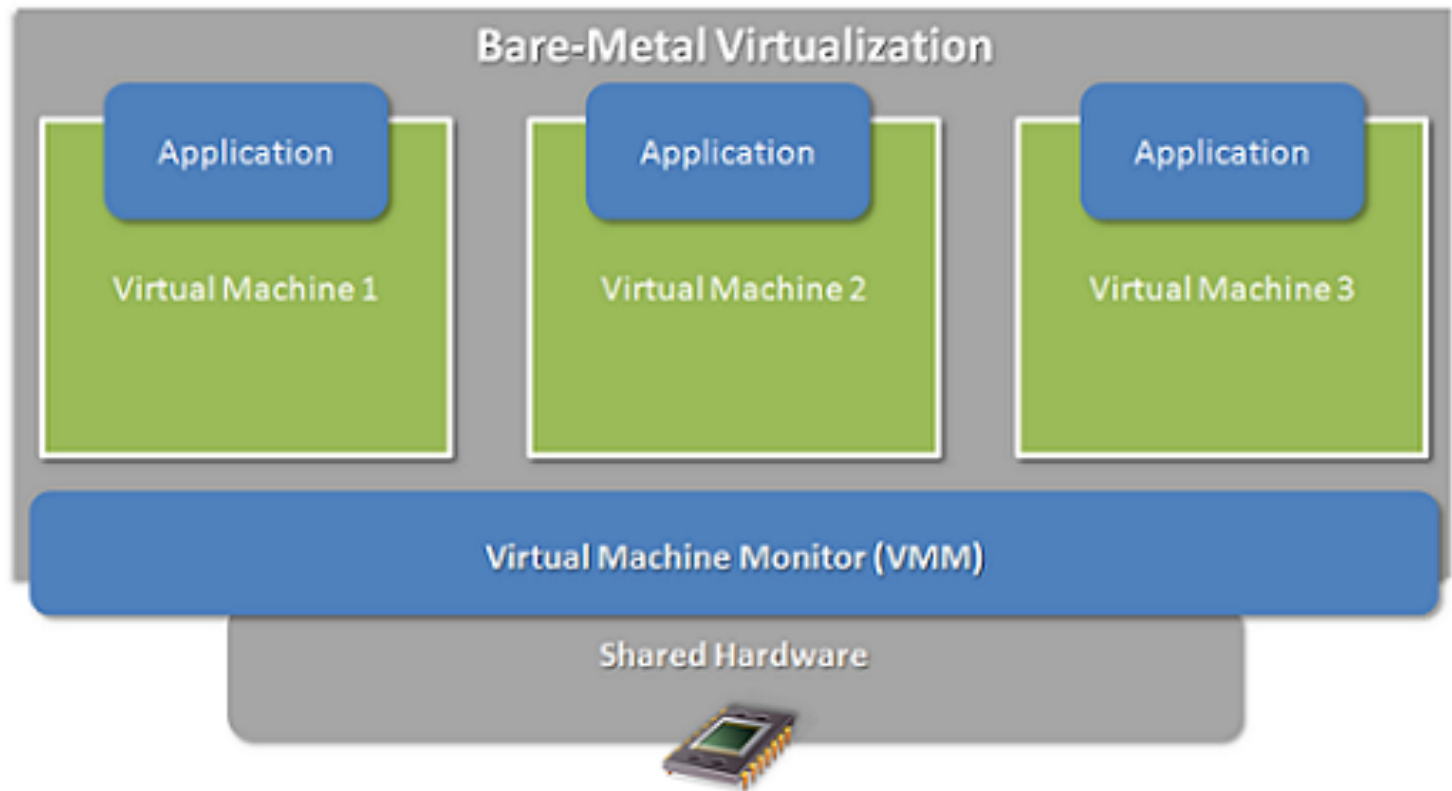 Bare-Metal Virtualization
Application
Application
Application
Virtual Machine 1
Virtual Machine 2
Virtual Machine 3
Virtual Machine Monitor (VMM)
Shared Hardware